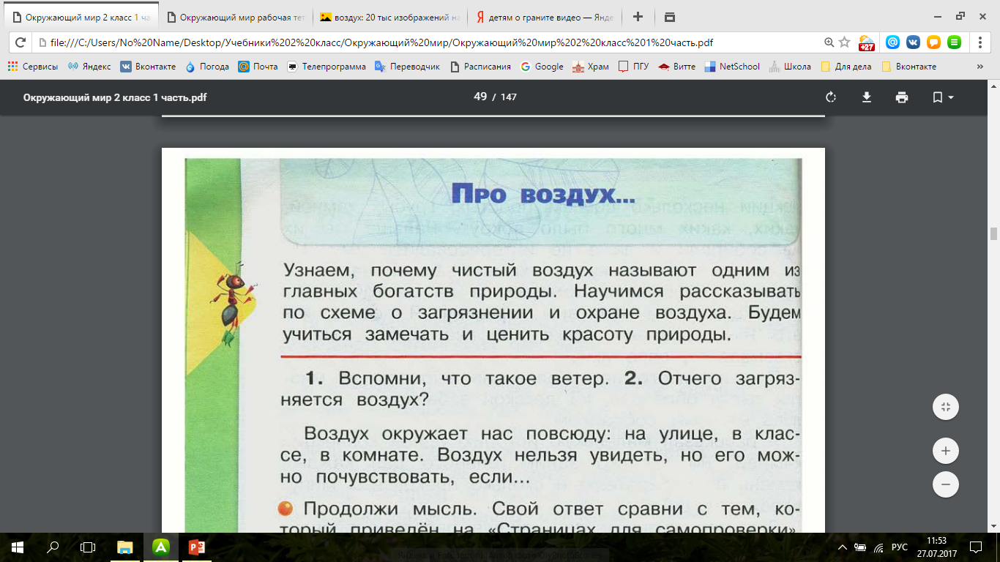 Окружающий мир 2 класс 1 ча
Окружающий мир рабочая тет
воздух: 20 тыс изображений на
детям о граните видео — Янде
file:///C:/Users/No%20Name/Desktop/Учебники%202%20класс/Окружающий%20мир/Окружающий%20мир%202%20класс%201%20часть.pdf
+27
Сервисы Яндекс Вконтакте Погода Почта Телепрограмма Переводчик Расписания Google Храм ПГУ Витте NetSchool Школа Для дела Вконтакте »
Окружающий мир 2 класс 1 часть.pdf
49 / 147
Про воздух...
Узнаем, почему чистый воздух называют одним из
главных богатств природы. Научимся рассказывать
по схеме о загрязнении и охране воздуха. Будем
учиться замечать и ценить красоту природы.
1. Вспомни, что такое ветер. 2. Отчего загряз-
няется воздух?
Воздух окружает нас повсюду: на улице, в клас-
се, в комнате. Воздух нельзя увидеть, но его мож-
но почувствовать, если...
Продолжи мысль. Свой ответ сравни с тем, ко-
торый приведён на «Страницах для самопроверки»
РУС
11:53
27.07.2017